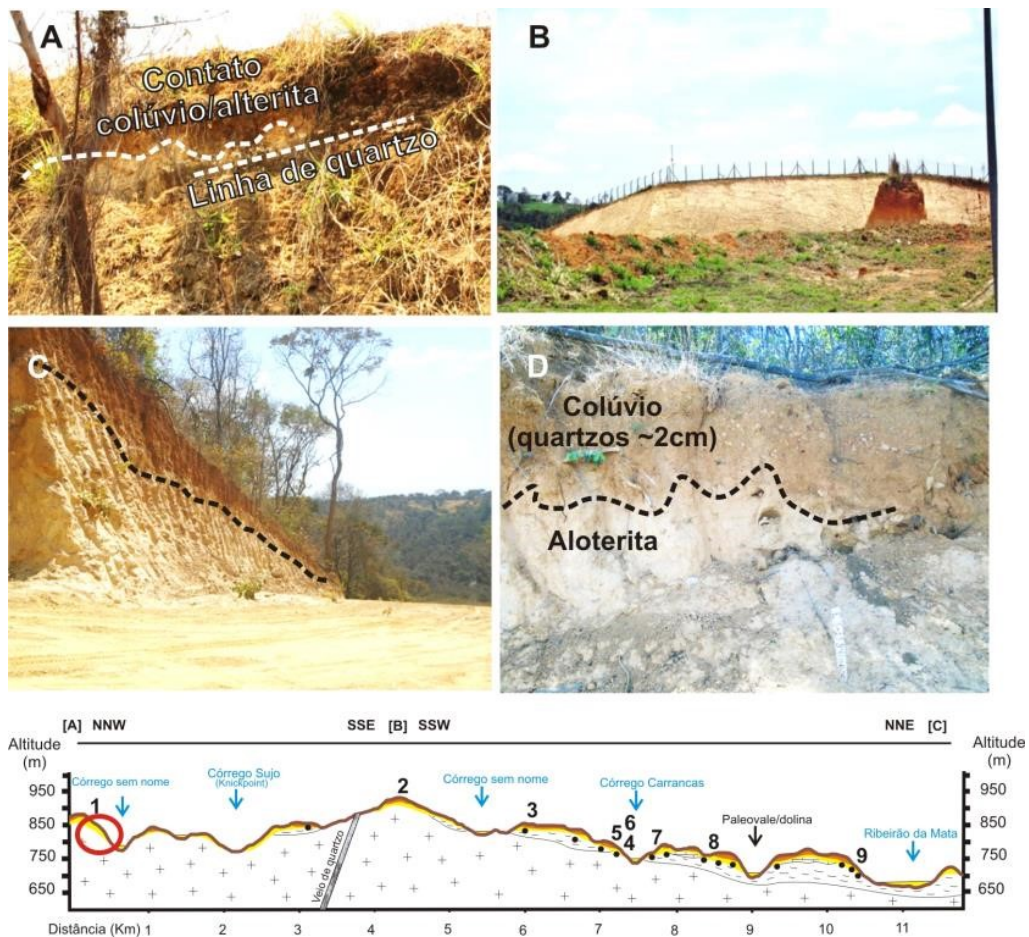 A
Contato
colúvio/alterita
Linha de quartzo
B
C
D
Colúvio
(quartzos ~2cm)
Aloterita
[A] NNW
SSE [B] SSW
NNE [C]
Altitude
(m)
Altitude
(m)
Córrego sem nome
Córrego Sujo
(Knickpoint)
Córrego sem nome
Córrego Carrancas
Paleovale/dolina
Ribeirão da Mata
950
850
750
650
950
850
750
650
1
2
3
5
6
4
7
8
9
Veio de quartzo
Distância (Km) 1 2 3 4 5 6 7 8 9 10 11